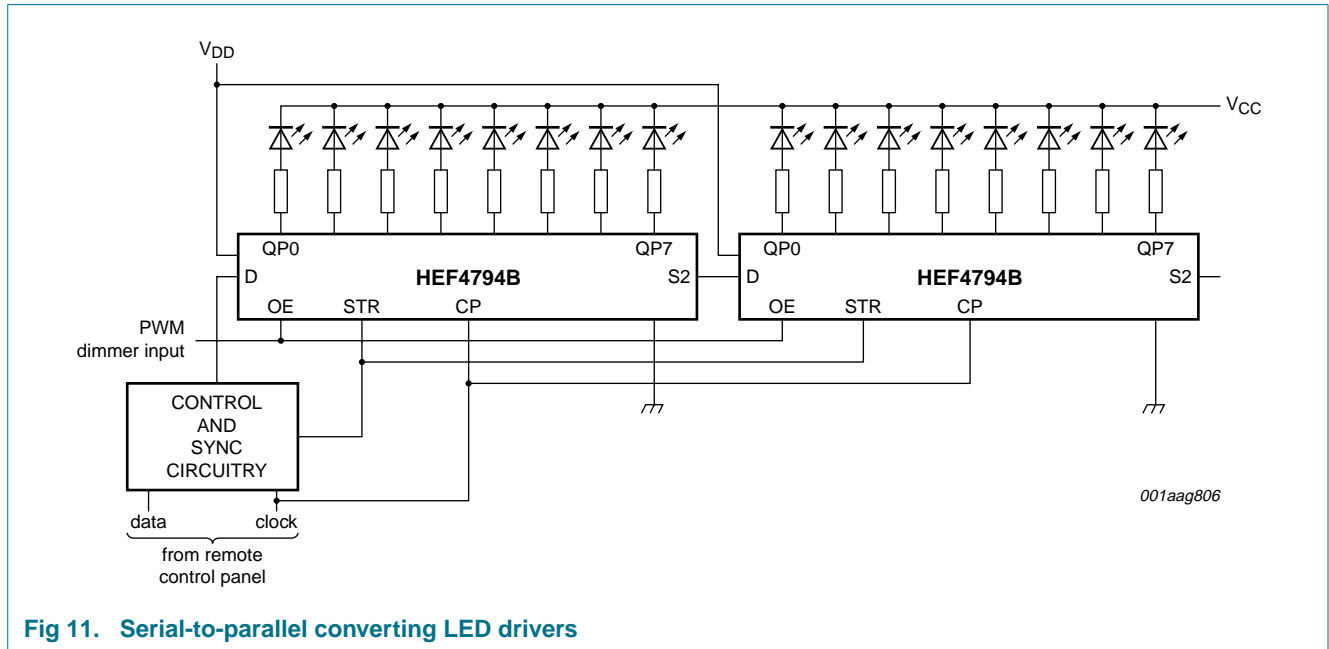 VDD
VCC
QP0
QP7
QP0
QP7
D
HEF4794B
S2
D
HEF4794B
S2
OE
STR
CP
OE
STR
CP
PWM
dimmer input
CONTROL
AND
SYNC
CIRCUITRY
001aag806
data
clock
from remote
control panel
Fig 11. Serial-to-parallel converting LED drivers